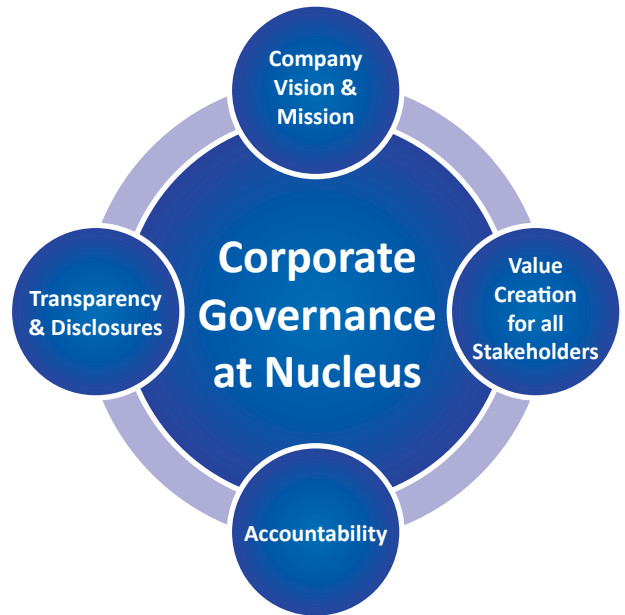 Company
Vision &
Mission
Transparency
& Disclosures
Corporate
Governance
at Nucleus
Value
Creation
for all
Stakeholders
Accountability